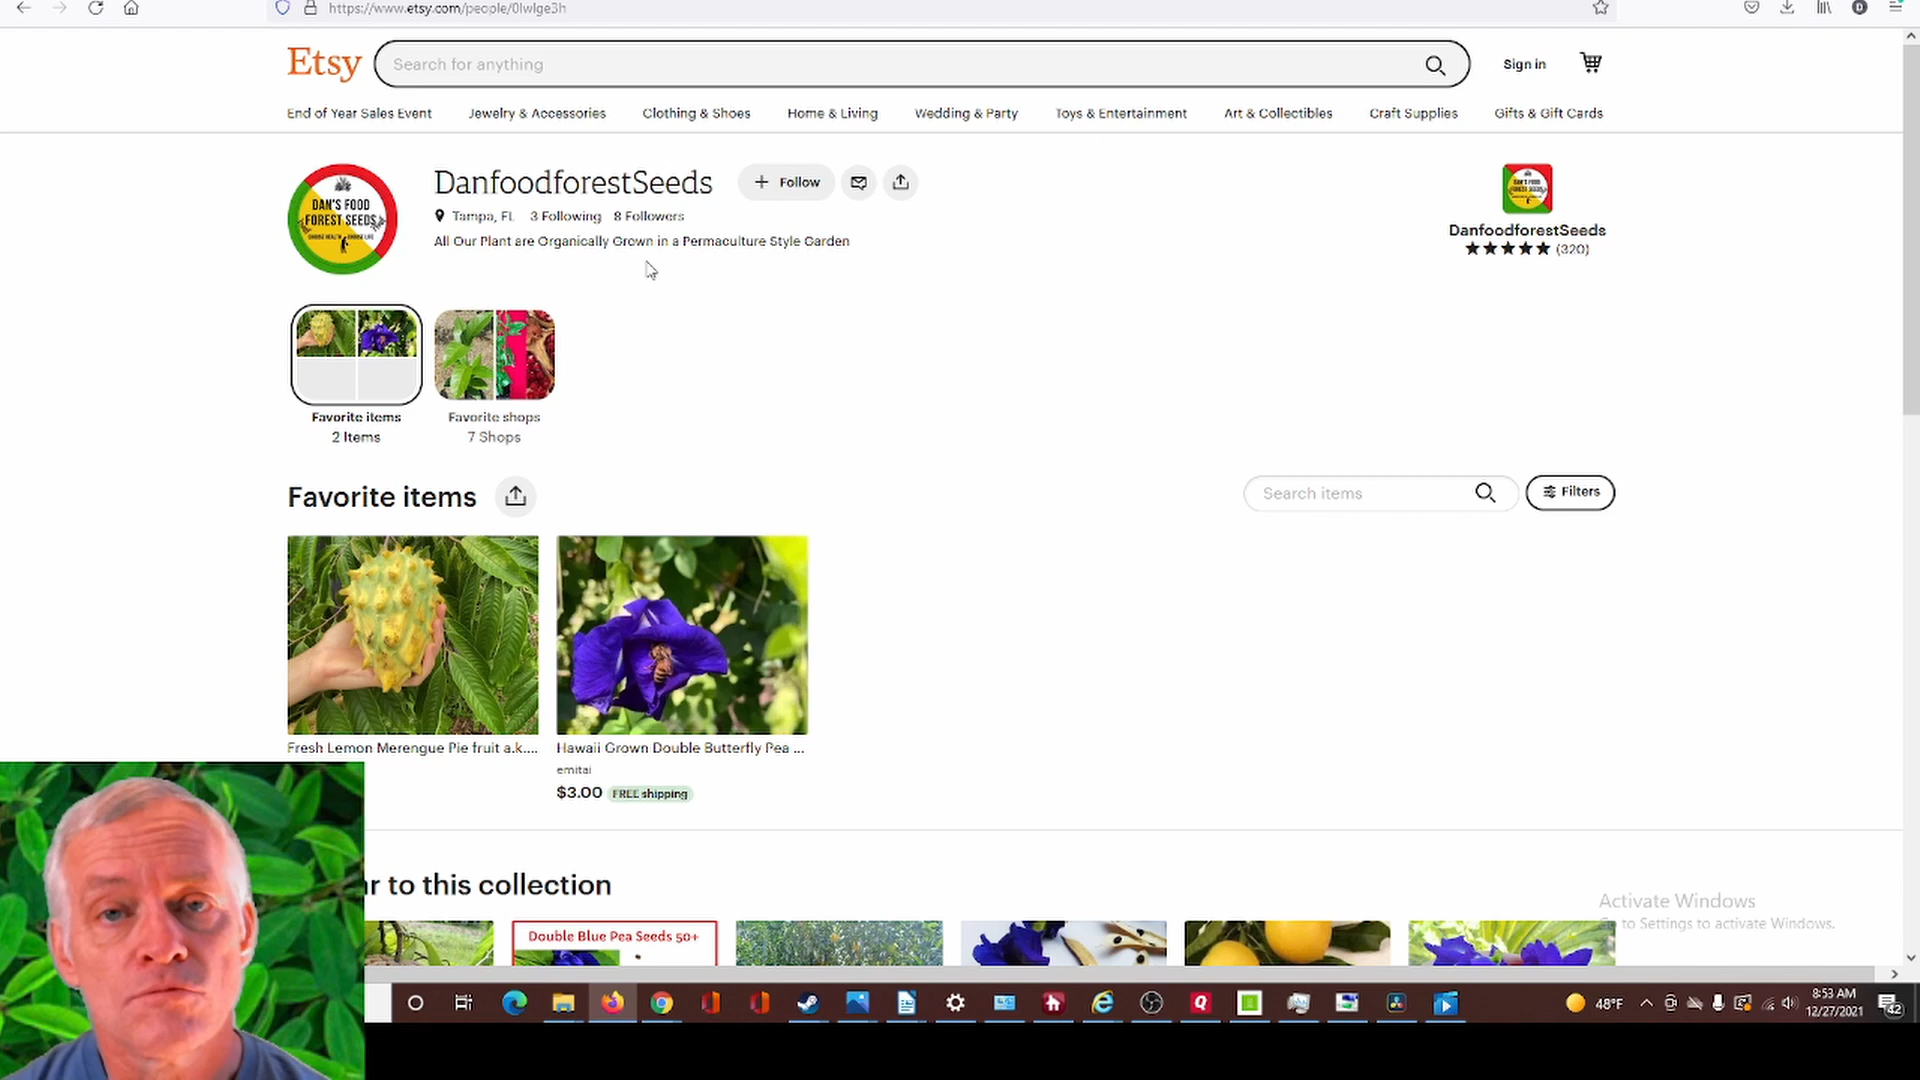 https://www.etsy.com/people/0lwlge3h
Etsy
Search for anything
Sign in
End of Year Sales Event
Jewelry & Accessories
Clothing & Shoes
Home & Living
Wedding & Party
Toys & Entertainment
Art & Collectibles
Craft Supplies
Gifts & Gift Cards
DAN'S FOOD
FOREST SEEDS
DanfoodforestSeeds
Follow
Tampa, FL 3 Following 8 Followers
All Our Plant are Organically Grown in a Permaculture Style Garden
DAN'S FOOD
FOREST SEEDS
DanfoodforestSeeds
(320)
Favorite items
2 Items
Favorite shops
7 Shops
Favorite items
Search items
Filters
Fresh Lemon Merengue Pie fruit a.k....
Hawaii Grown Double Butterfly Pea ...
emitai
$3.00 FREE shipping
to this collection
Double Blue Pea Seeds 50+
Activate Windows
to Settings to activate Windows.
48°F
8:53 AM
12/27/2021
42